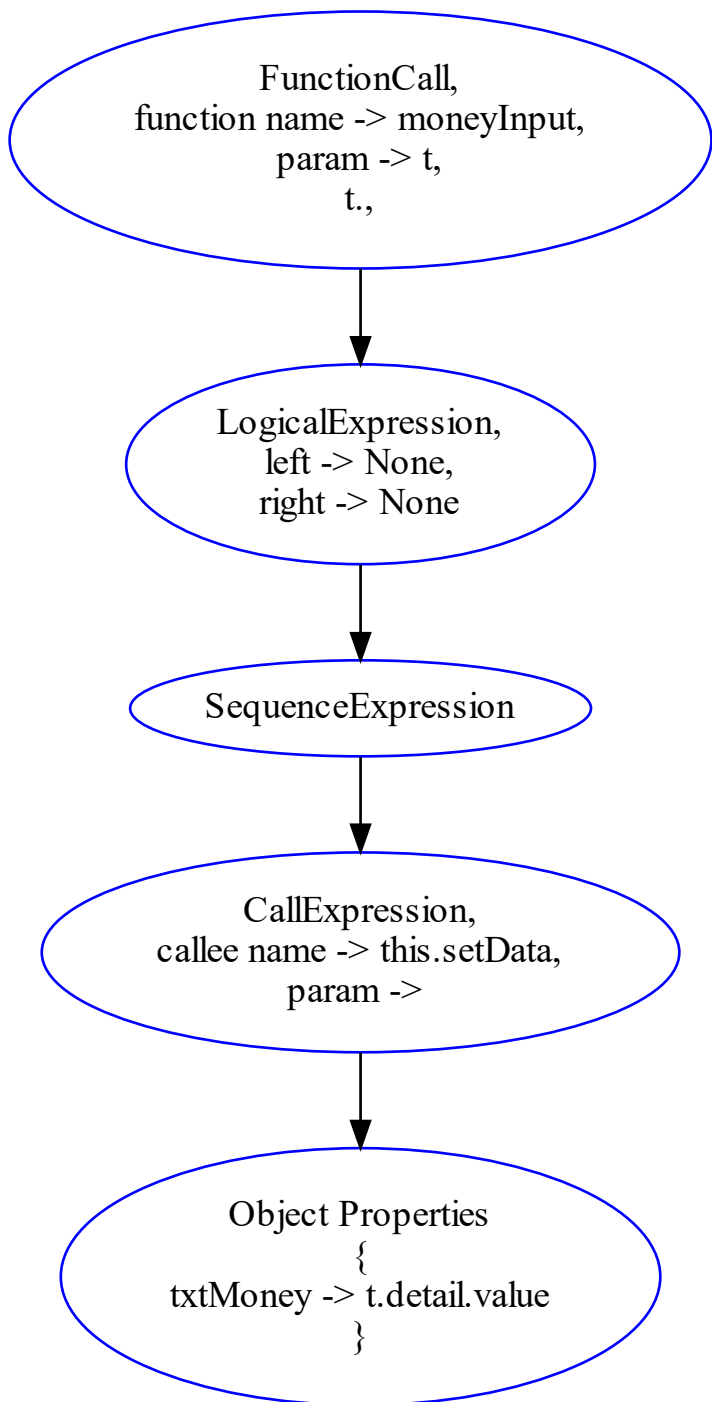 FunctionCall,
function name -> moneyInput,
param -> t,
t.,
LogicalExpression,
left -> None,
right -> None
SequenceExpression
CallExpression,
callee name -> this.setData,
param ->
Object Properties
{
txtMoney -> t.detail.value
}